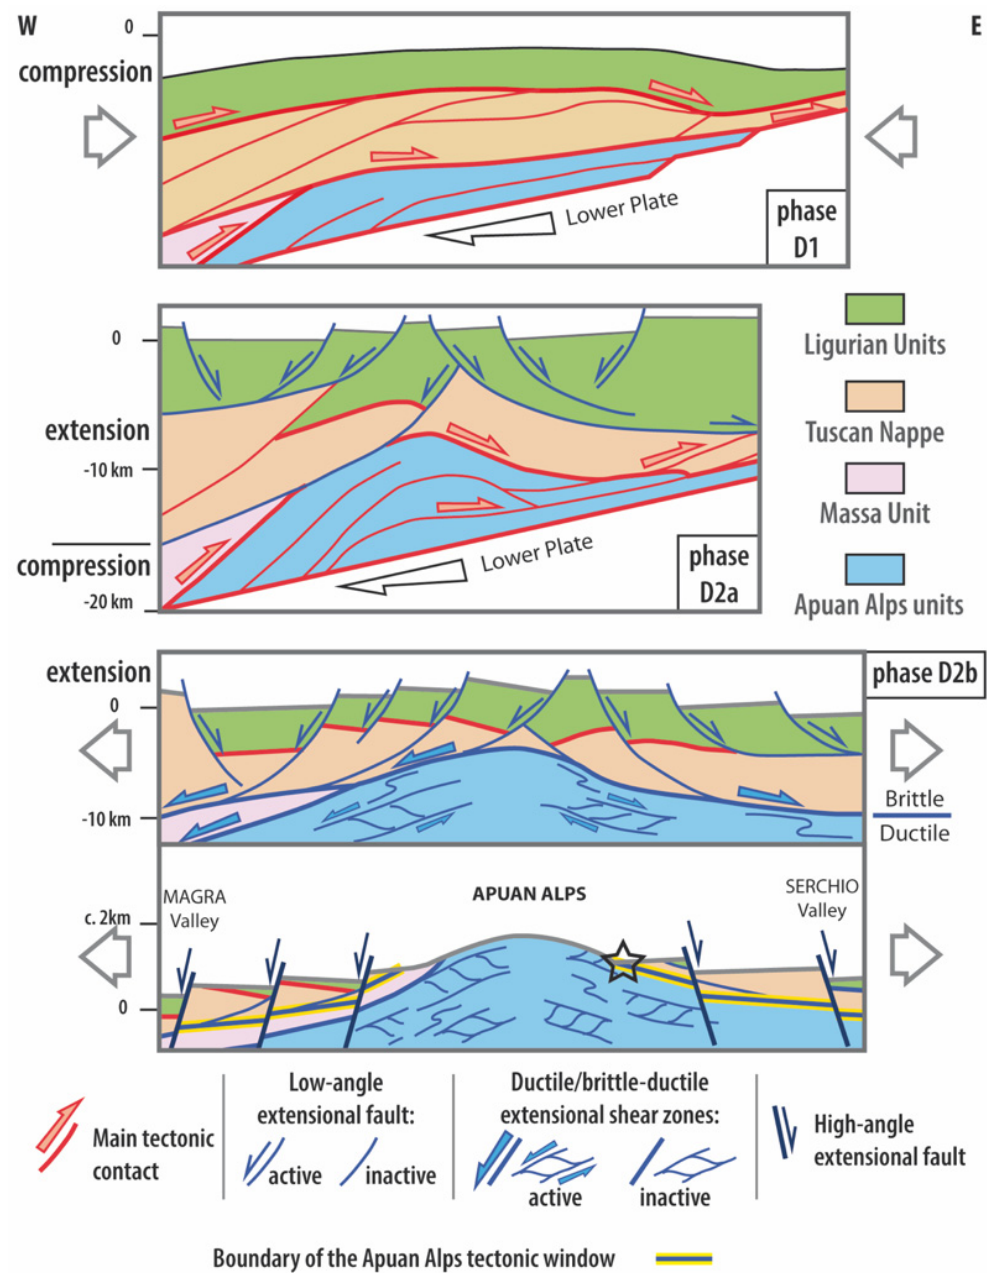 W
E
0
compression
Lower Plate
phase
D1
0
extension
-10 km
compression
-20 km
Lower Plate
phase
D2a
Ligurian Units
Tuscan Nappe
Massa Unit
Apuan Alps units
extension
phase D2b
0
-10 km
Brittle
Ductile
MAGRA
Valley
APUAN ALPS
SERCHIO
Valley
c. 2km
0
Main tectonic
contact
Low-angle
extensional fault:
active
inactive
Ductile/brittle-ductile
extensional shear zones:
active
inactive
High-angle
extensional fault
Boundary of the Apuan Alps tectonic window